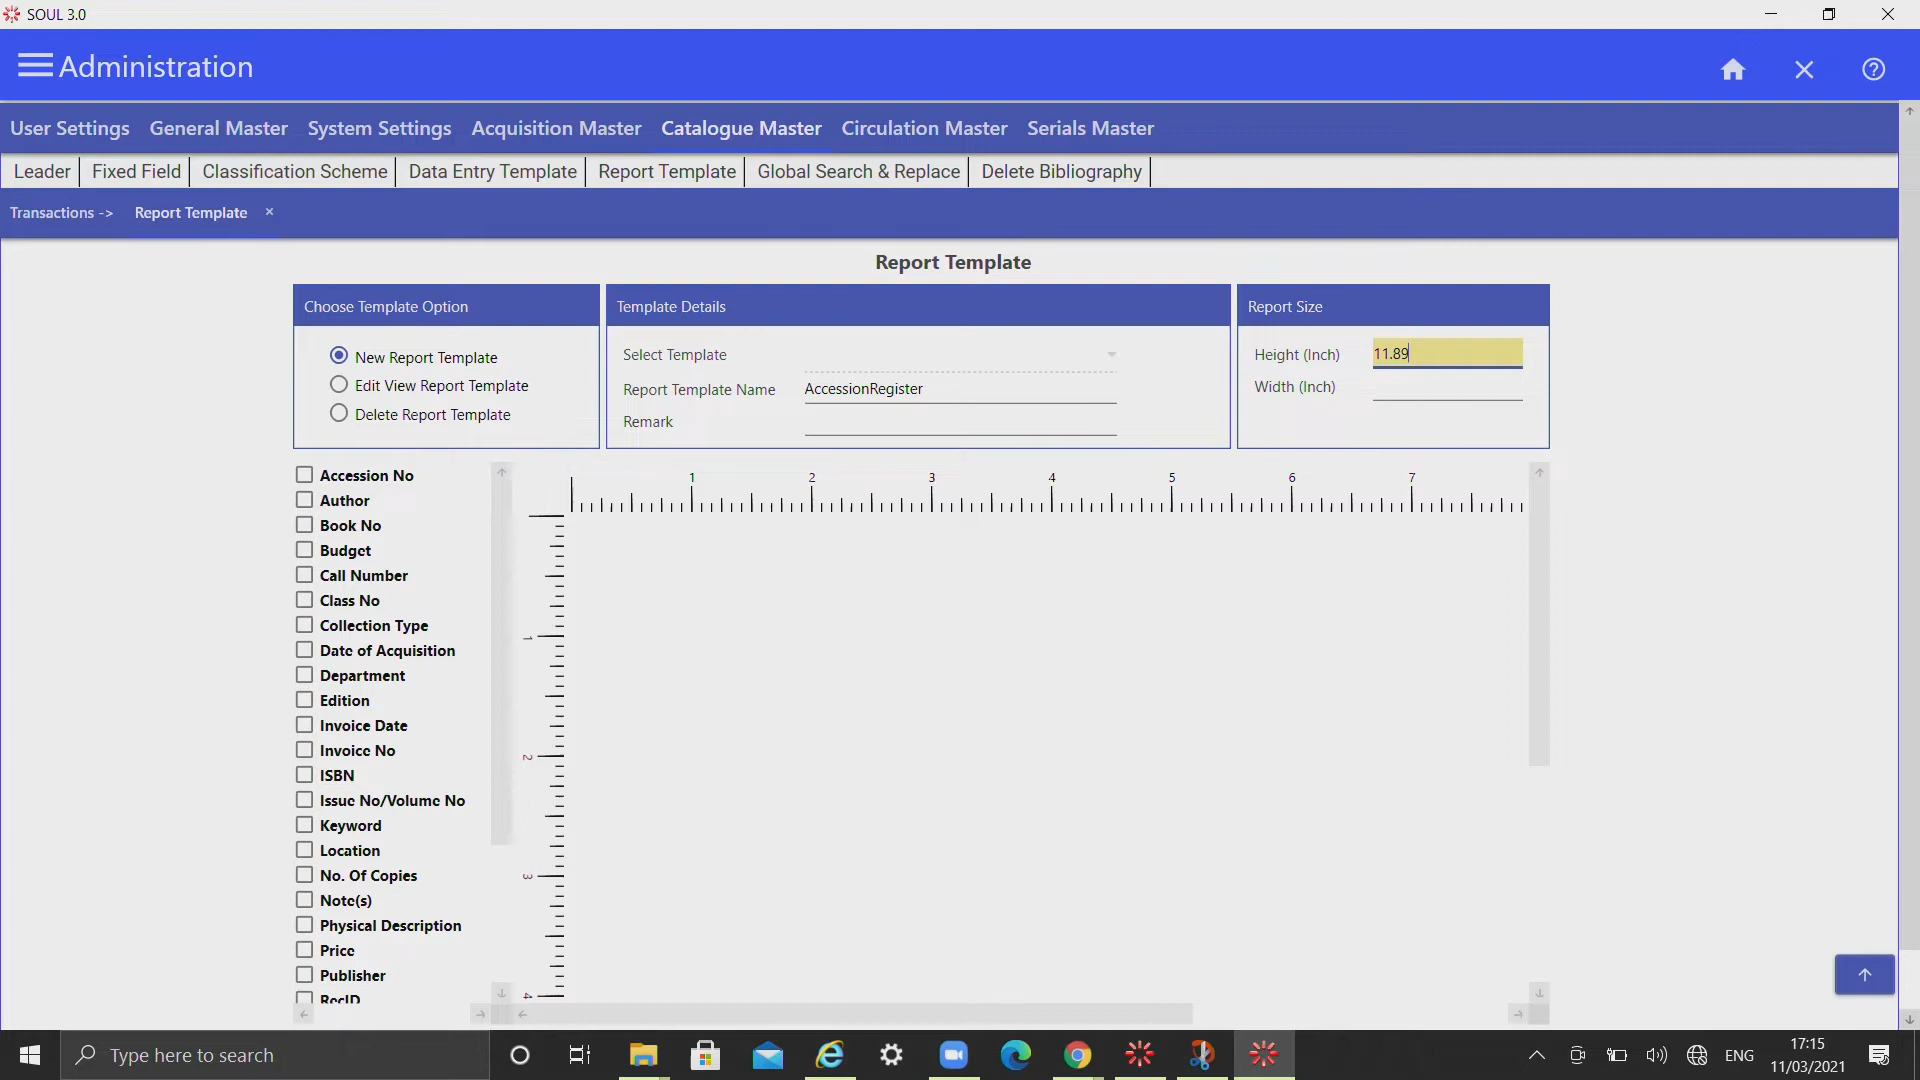 SOUL 3.0
Administration
User Settings General Master System Settings Acquisition Master Catalogue Master Circulation Master Serials Master
Leader Fixed Field Classification Scheme Data Entry Template Report Template Global Search & Replace Delete Bibliography
Transactions -> Report Template ×
Report Template
Choose Template Option
New Report Template
Edit View Report Template
Delete Report Template
Template Details
Select Template
Report Template Name AccessionRegister
Remark
Report Size
Height (Inch) 11.89
Width (Inch)
Accession No
Author
Book No
Budget
Call Number
Class No
Collection Type
Date of Acquisition
Department
Edition
Invoice Date
Invoice No
ISBN
Issue No/Volume No
Keyword
Location
No. Of Copies
Note(s)
Physical Description
Price
Publisher
RecID
1 2 3 4 5 6 7
1
2
3
4
Type here to search
ENG
17:15
11/03/2021